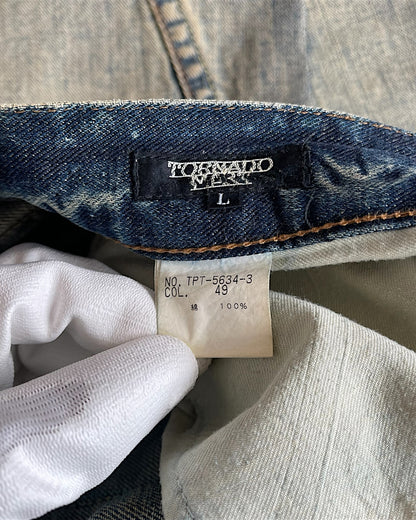 TORNADO
MART
L
NO. TPT-5634-3
COL. 49
綿 100%